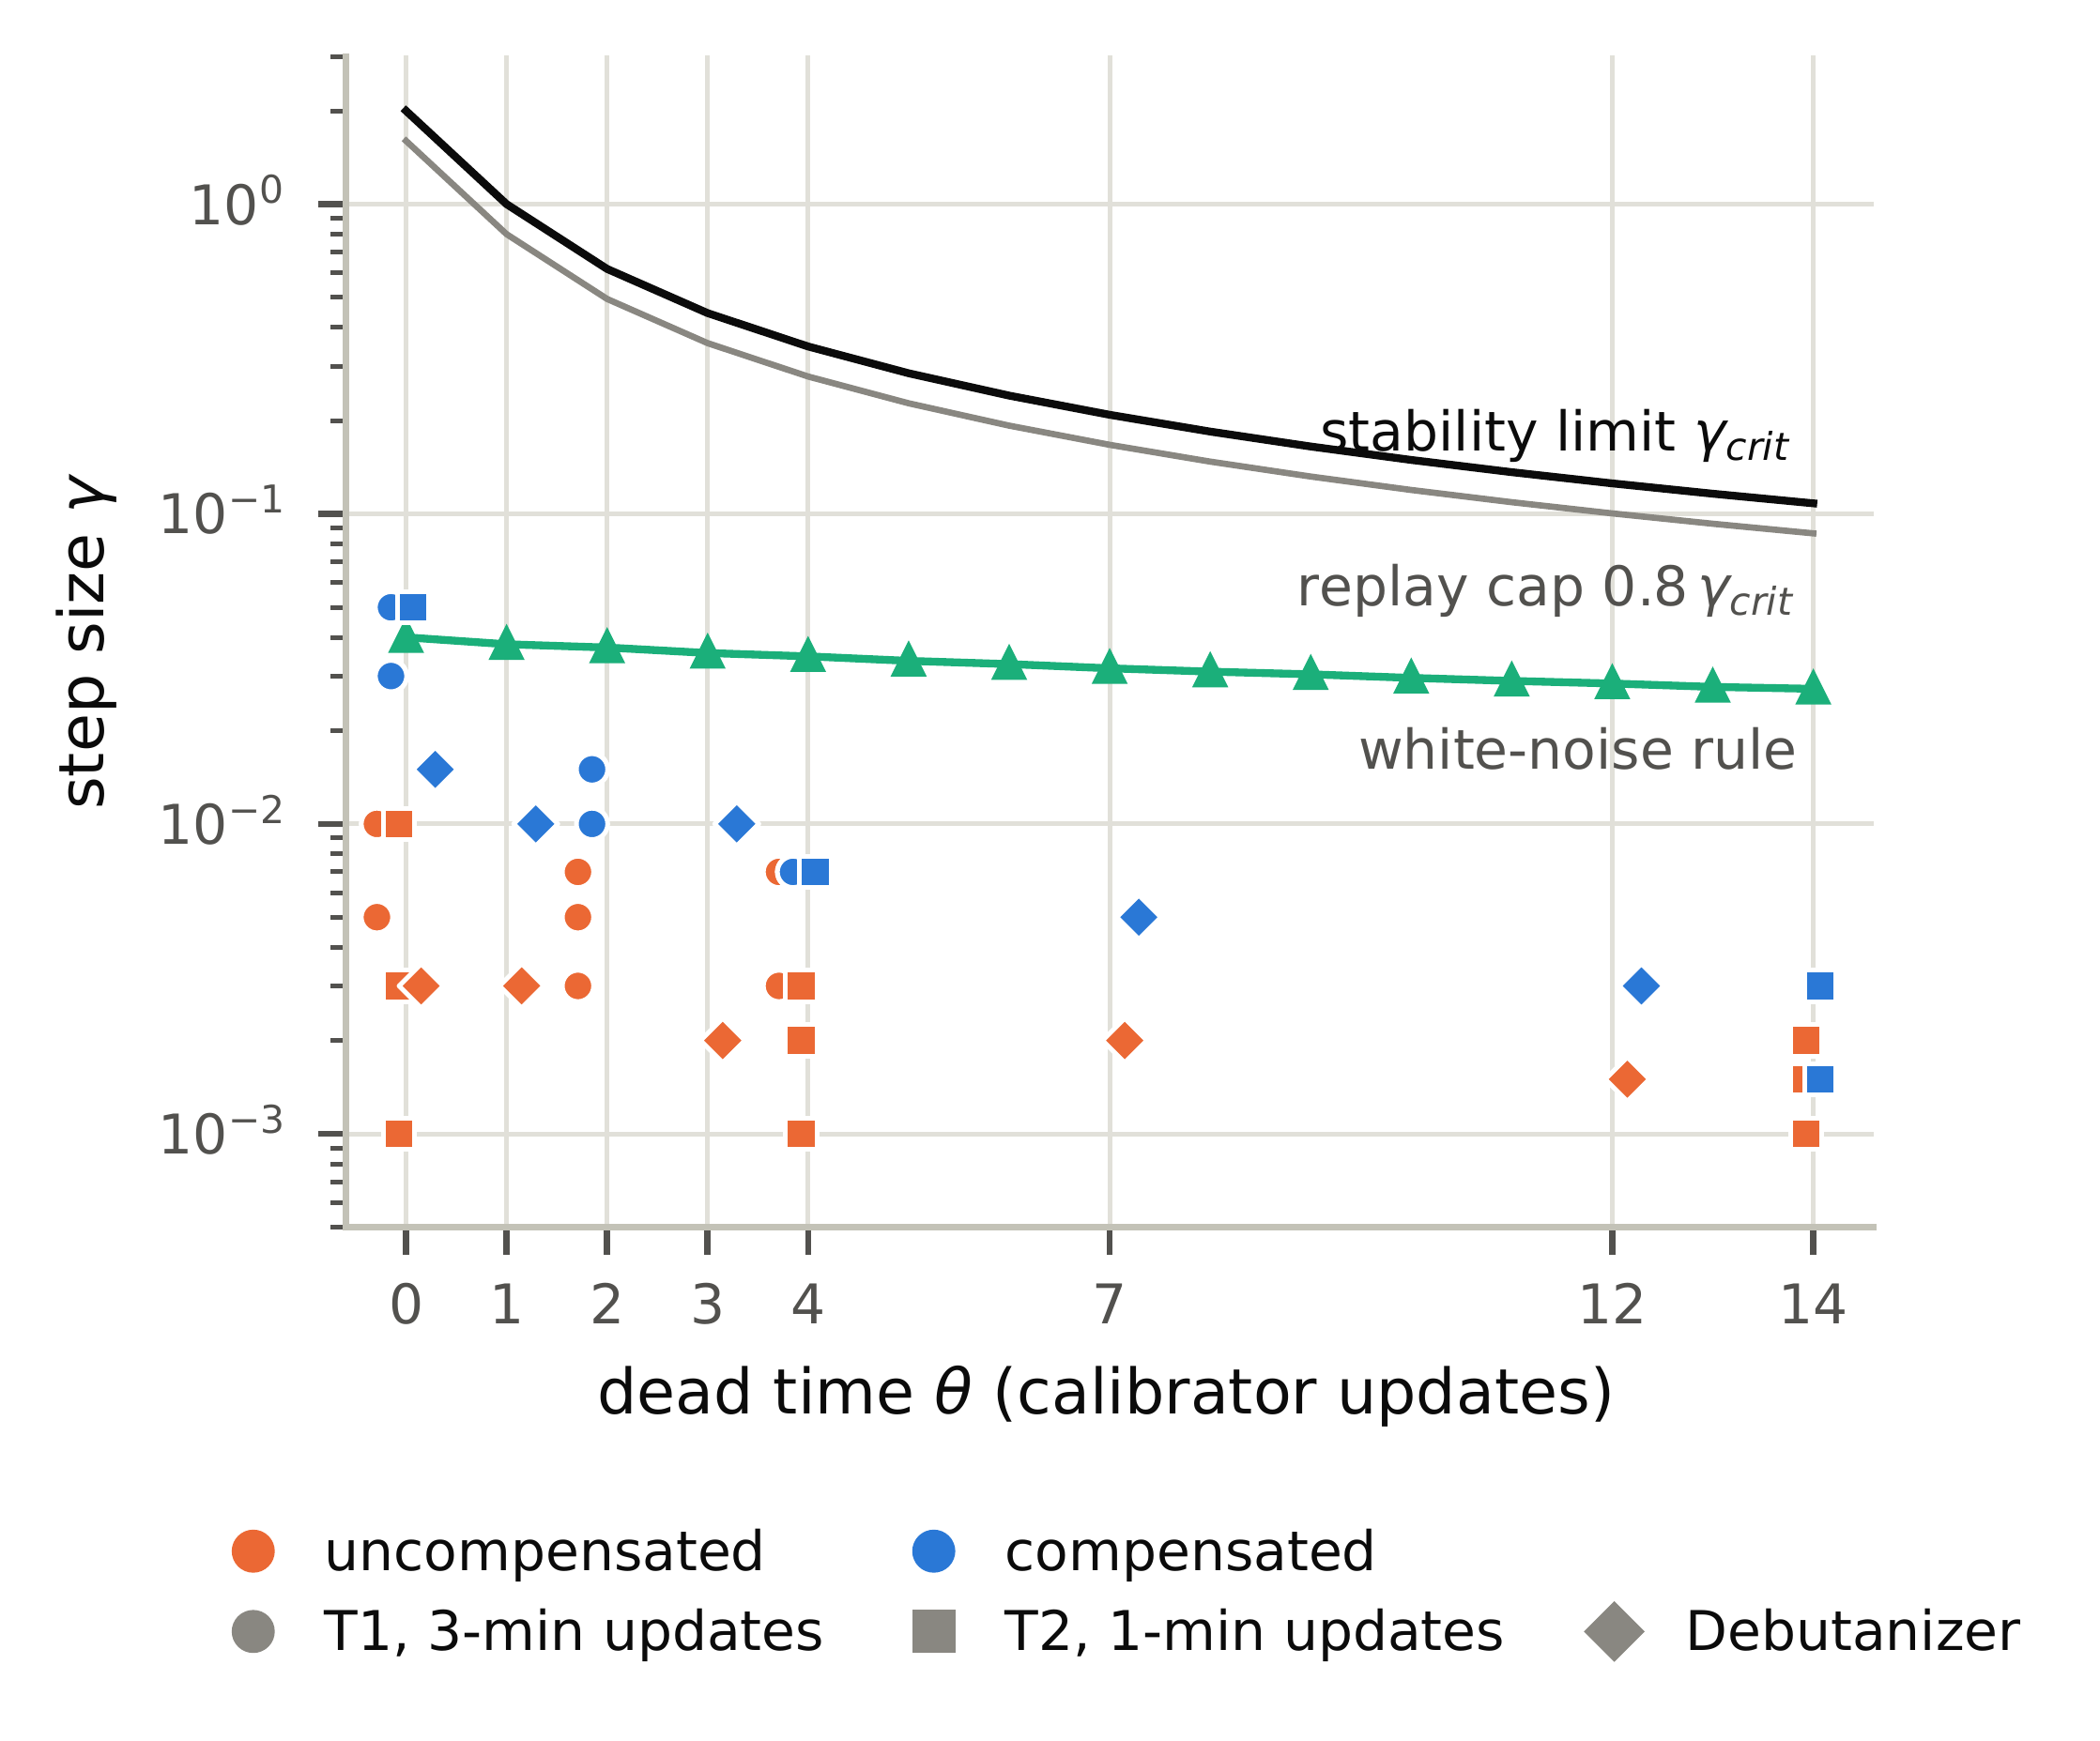 10⁰
10⁻¹
10⁻²
10⁻³
step size γ
stability limit γ_crit
replay cap 0.8 γ_crit
white-noise rule
0 1 2 3 4 7 12 14
dead time θ (calibrator updates)
uncompensated compensated
T1, 3-min updates T2, 1-min updates Debutanizer